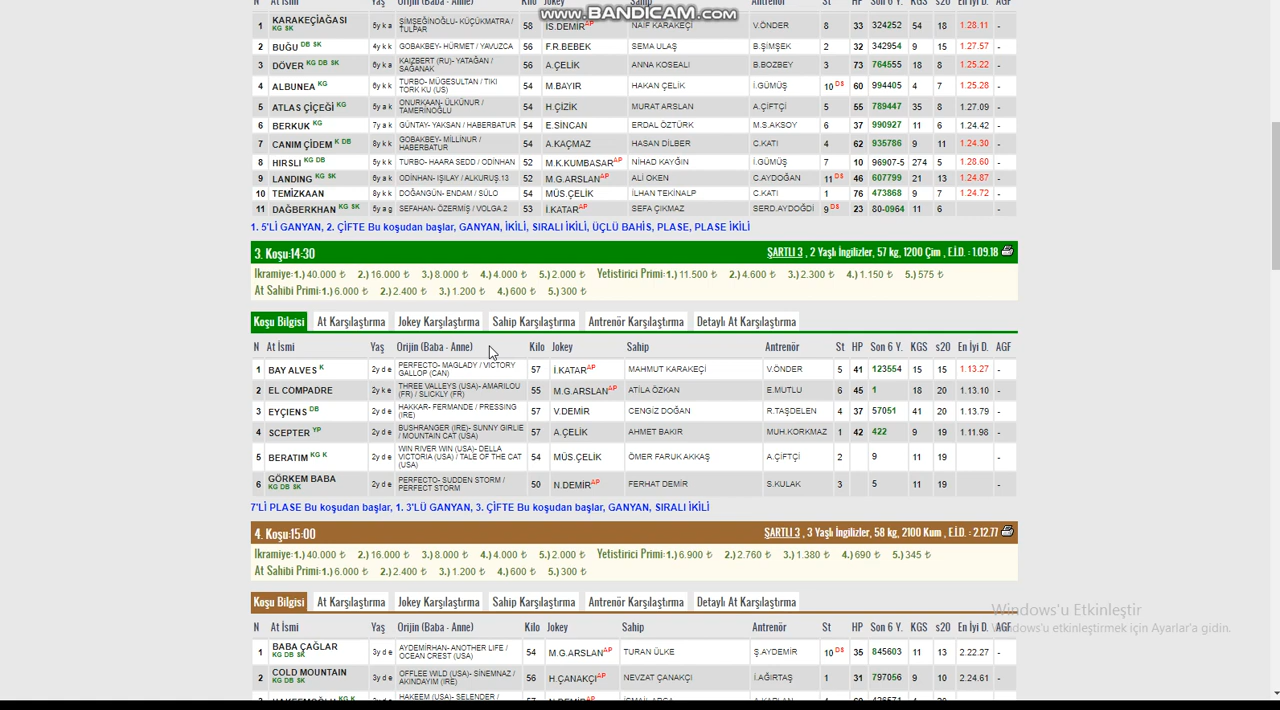 www.BANDICAM.com
N At İsmi Yaş Orijin (Baba - Anne) Kilo Jokey Sahip Antrenör St HP Son 6 Y. KGS s20 En İyi D. AGF
1 KARAKEÇİAĞASI KG SK 5y k a ŞİMŞEĞİNOĞLU- KÜÇÜKMATRA / TULPAR 58 İS.DEMİR AP NAİF KARAKEÇİ V.ÖNDER 8 33 324252 54 18 1.28.11 -
2 BUĞU DB SK 4y k k GOBAKBEY- HÜRMET / YAVUZCA 56 F.R.BEBEK SEMA ULAŞ B.ŞİMŞEK 2 32 342954 9 15 1.27.57 -
3 DÖVER KG DB SK 6y k a KAIZBERT (RU)- YATAĞAN / SAĞANAK 56 A.ÇELİK ANNA KOSEALI B.BOZBEY 3 73 764555 18 8 1.25.22 -
4 ALBUNEA KG 6y k k TURBO- MÜGESULTAN / TIKI TORK KU (US) 54 M.BAYIR HAKAN ÇELİK İ.GÜMÜŞ 10 DS 60 994405 4 7 1.25.28 -
5 ATLAS ÇİÇEĞİ KG 6y k k ONURKAAN- ÜLKÜNUR / TAMERİNOĞLU 54 H.ÇİZİK MURAT ARSLAN A.ÇİFTÇİ 5 55 789447 35 8 1.27.09 -
6 BERKUK KG 7y a k GÜNTAY- YAKSAN / HABERBATUR 54 E.SİNCAN ERDAL ÖZTÜRK M.S.AKSOY 6 37 990927 11 6 1.24.42 -
7 CANIM ÇİDEM K DB 8y k k GOBAKBEY- MİLLİNUR / HABERBATUR 54 A.KAÇMAZ HASAN DİLBER C.KATI 4 62 935786 9 11 1.24.30 -
8 HIRSLI KG DB 5y k k TURBO- HAARA SEDD / ODİNHAN 52 M.K.KUMBASAR AP NİHAD KAYĞIN İ.GÜMÜŞ 7 10 96907-5 274 5 1.28.60 -
9 LANDING KG SK 6y k k ODİNHAN- IŞILAY / ALKURUŞ.13 52 M.G.ARSLAN AP ALİ OKEN C.AYDOĞAN 11 DS 46 607799 21 13 1.24.87 -
10 TEMİZKAAN 8y k k DOĞANGÜN- ENDAM / SÜLO 54 MÜS.ÇELİK İLHAN TEKİNALP C.KATI 1 76 473868 9 7 1.24.72 -
11 DAĞBERKHAN KG SK 5y a g SEFAHAN- ÖZERMİŞ / VOLGA.2 53 İ.KATAR AP SEFA ÇIKMAZ SERD.AYDOĞDİ 9 DS 23 80-0964 11 6 -
1. 5'Lİ GANYAN, 2. ÇİFTE Bu koşudan başlar, GANYAN, İKİLİ, SIRALI İKİLİ, ÜÇLÜ BAHİS, PLASE, PLASE İKİLİ
3. Koşu:14:30 ŞARTLI 3 , 2 Yaşlı İngilizler, 57 kg, 1200 Çim , E.İ.D. : 1.09.18
Ikramiye:1.) 40.000 ₺ 2.) 16.000 ₺ 3.) 8.000 ₺ 4.) 4.000 ₺ 5.) 2.000 ₺ Yetistirici Primi:1.) 11.500 ₺ 2.) 4.600 ₺ 3.) 2.300 ₺ 4.) 1.150 ₺ 5.) 575 ₺
At Sahibi Primi:1.) 6.000 ₺ 2.) 2.400 ₺ 3.) 1.200 ₺ 4.) 600 ₺ 5.) 300 ₺
Koşu Bilgisi At Karşılaştırma Jokey Karşılaştırma Sahip Karşılaştırma Antrenör Karşılaştırma Detaylı At Karşılaştırma
N At İsmi Yaş Orijin (Baba - Anne) Kilo Jokey Sahip Antrenör St HP Son 6 Y. KGS s20 En İyi D. AGF
1 BAY ALVES K 2y d e PERFECTO- MAGLADY / VICTORY GALLOP (CAN) 57 İ.KATAR AP MAHMUT KARAKEÇİ V.ÖNDER 5 41 123554 15 15 1.13.27 -
2 EL COMPADRE 2y k e THREE VALLEYS (USA)- AMARILOU (FR) / SLICKLY (FR) 55 M.G.ARSLAN AP ATİLA ÖZKAN E.MUTLU 6 45 1 18 20 1.13.10 -
3 EYÇIENS DB 2y d e HAKKAR- FERMANDE / PRESSING (IRE) 57 V.DEMİR CENGİZ DOĞAN R.TAŞDELEN 4 37 57051 41 20 1.13.79 -
4 SCEPTER YP 2y d e BUSHRANGER (IRE)- SUNNY GIRLIE / MOUNTAIN CAT (USA) 57 A.ÇELİK AHMET BAKIR MUH.KORKMAZ 1 42 422 9 19 1.11.98 -
5 BERATIM KG K 2y d e WIN RIVER WIN (USA)- DELLA VICTORIA (USA) / TALE OF THE CAT (USA) 54 MÜS.ÇELİK ÖMER FARUK AKKAŞ A.ÇİFTÇİ 2 9 11 19 -
6 GÖRKEM BABA KG DB SK 2y d e PERFECTO- SUDDEN STORM / PERFECT STORM 50 N.DEMİR AP FERHAT DEMİR S.KULAK 3 5 11 19 -
7'Lİ PLASE Bu koşudan başlar, 1. 3'LÜ GANYAN, 3. ÇİFTE Bu koşudan başlar, GANYAN, SIRALI İKİLİ
4. Koşu:15:00 ŞARTLI 3 , 3 Yaşlı İngilizler, 58 kg, 2100 Kum , E.İ.D. : 2.12.77
Ikramiye:1.) 40.000 ₺ 2.) 16.000 ₺ 3.) 8.000 ₺ 4.) 4.000 ₺ 5.) 2.000 ₺ Yetistirici Primi:1.) 6.900 ₺ 2.) 2.760 ₺ 3.) 1.380 ₺ 4.) 690 ₺ 5.) 345 ₺
At Sahibi Primi:1.) 6.000 ₺ 2.) 2.400 ₺ 3.) 1.200 ₺ 4.) 600 ₺ 5.) 300 ₺
Koşu Bilgisi At Karşılaştırma Jokey Karşılaştırma Sahip Karşılaştırma Antrenör Karşılaştırma Detaylı At Karşılaştırma
N At İsmi Yaş Orijin (Baba - Anne) Kilo Jokey Sahip Antrenör St HP Son 6 Y. KGS s20 En İyi D. AGF
1 BABA ÇAĞLAR KG DB SK 3y d e AYDEMİRHAN- ANOTHER LIFE / OCEAN CREST (USA) 54 M.G.ARSLAN AP TURAN ÜLKE Ş.AYDEMİR 10 DS 35 845603 11 13 2.22.27 -
2 COLD MOUNTAIN KG DB SK 3y d e OFFLEE WILD (USA)- SİNEMNAZ / AKINDAYIM (IRE) 56 H.ÇANAKÇI AP NEVZAT ÇANAKÇI İ.AĞIRTAŞ 1 31 797056 9 10 2.24.61 -
Windows'u Etkinleştir
Windows'u etkinleştirmek için Ayarlar'a gidin.